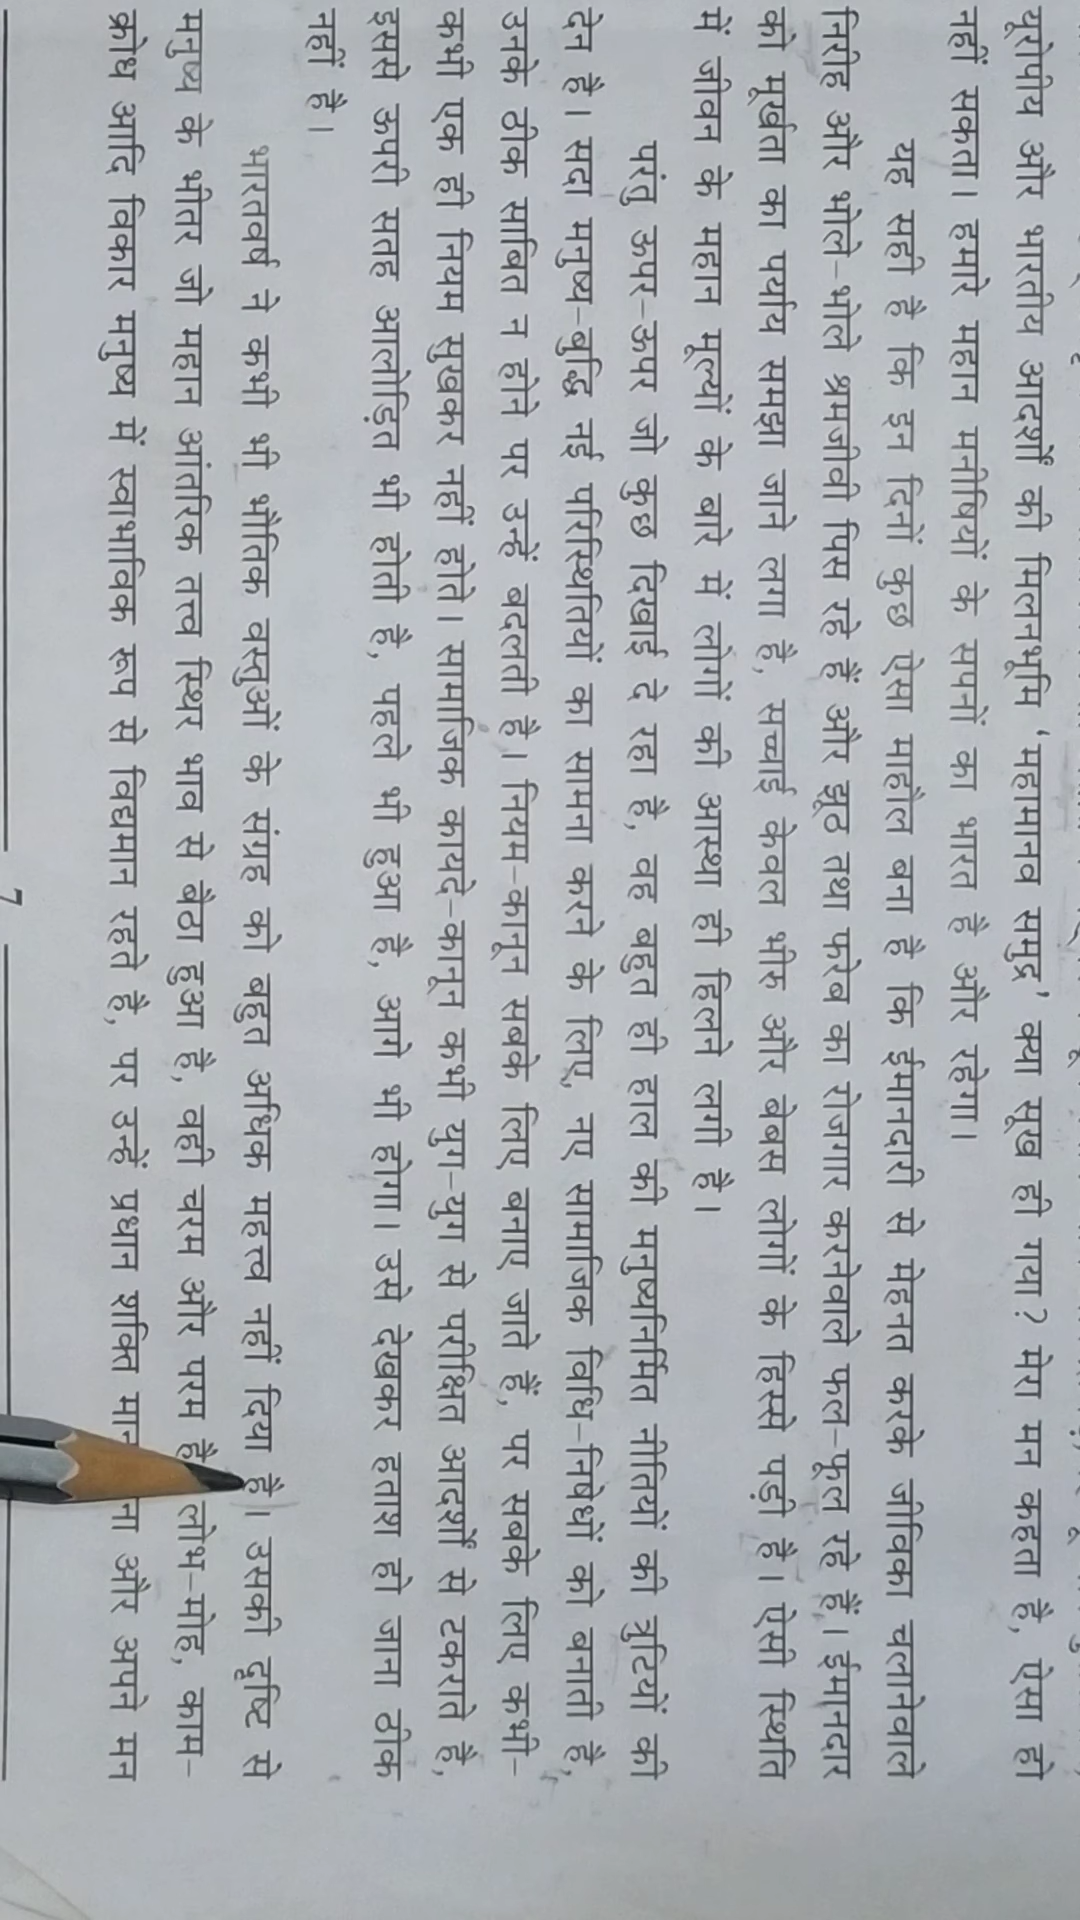 यूरोपीय और भारतीय आदर्शों की मिलनभूमि 'महामानव समुद्र' क्या सूख ही गया? मेरा मन कहता है, ऐसा हो
नहीं सकता। हमारे महान मनीषियों के सपनों का भारत है और रहेगा।
यह सही है कि इन दिनों कुछ ऐसा माहौल बना है कि ईमानदारी से मेहनत करके जीविका चलानेवाले
निरीह और भोले-भोले श्रमजीवी पिस रहे हैं और झूठ तथा फरेब का रोजगार करनेवाले फल-फूल रहे हैं। ईमानदार
को मूर्खता का पर्याय समझा जाने लगा है, सच्चाई केवल भीरु और बेबस लोगों के हिस्से पड़ी है। ऐसी स्थिति
में जीवन के महान मूल्यों के बारे में लोगों की आस्था ही हिलने लगी है।
परंतु ऊपर-ऊपर जो कुछ दिखाई दे रहा है, वह बहुत ही हाल की मनुष्यनिर्मित नीतियों की त्रुटियों की
देन है। सदा मनुष्य-बुद्धि नई परिस्थितियों का सामना करने के लिए, नए सामाजिक विधि-निषेधों को बनाती है,
उनके ठीक साबित न होने पर उन्हें बदलती है। नियम-कानून सबके लिए बनाए जाते हैं, पर सबके लिए कभी-
कभी एक ही नियम सुखकर नहीं होते। सामाजिक कायदे-कानून कभी युग-युग से परीक्षित आदर्शों से टकराते हैं,
इससे ऊपरी सतह आलोड़ित भी होती है, पहले भी हुआ है, आगे भी होगा। उसे देखकर हताश हो जाना ठीक
नहीं है।
भारतवर्ष ने कभी भी भौतिक वस्तुओं के संग्रह को बहुत अधिक महत्त्व नहीं दिया है। उसकी दृष्टि से
मनुष्य के भीतर जो महान आंतरिक तत्त्व स्थिर भाव से बैठा हुआ है, वही चरम और परम है लोभ-मोह, काम-
क्रोध आदि विकार मनुष्य में स्वाभाविक रूप से विद्यमान रहते है, पर उन्हें प्रधान शक्ति और अपने मन
7